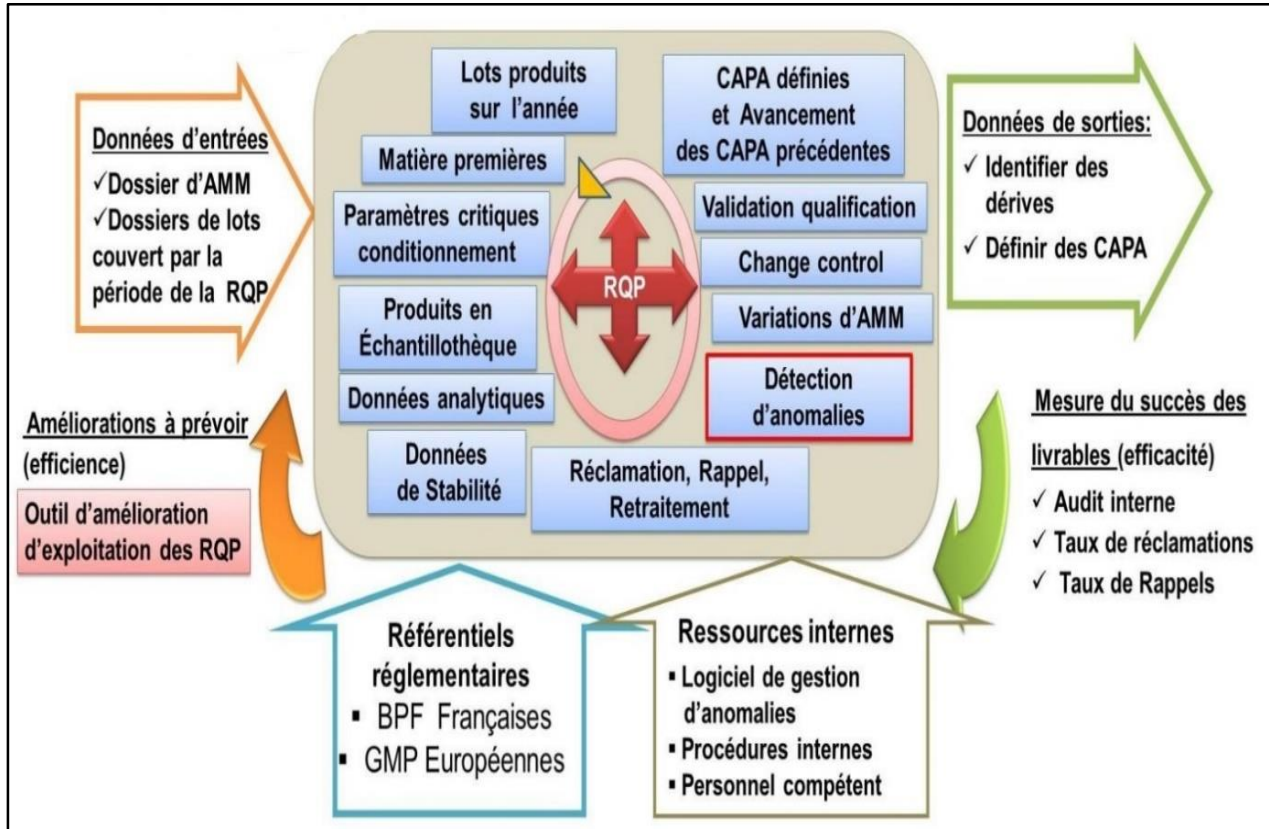 Données d'entrées
✓Dossier d'AMM
✓Dossiers de lots
couvert par la
période de la RQP
Lots produits
sur l'année
Matière premières
Paramètres critiques
conditionnement
Produits en
Échantillothèque
Données analytiques
Données
de Stabilité
RQP
CAPA définies
et Avancement
des CAPA précédentes
Validation qualification
Change control
Variations d'AMM
Détection
d'anomalies
Réclamation, Rappel,
Retraitement
Données de sorties:
✓ Identifier des
dérives
✓ Définir des CAPA
Améliorations à prévoir
(efficience)
Outil d'amélioration
d'exploitation des RQP
Mesure du succès des
livrables (efficacité)
✓ Audit interne
✓ Taux de réclamations
✓ Taux de Rappels
Référentiels
réglementaires
▪ BPF Françaises
▪ GMP Européennes
Ressources internes
▪ Logiciel de gestion
d'anomalies
▪ Procédures internes
▪ Personnel compétent